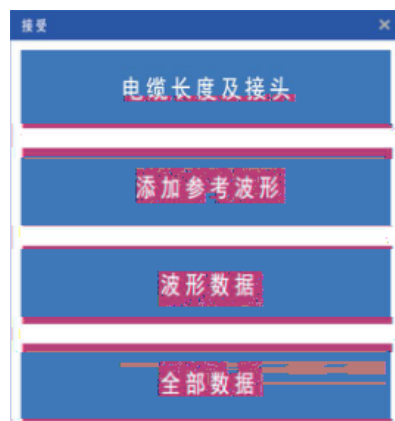 接受
电缆长度及接头
添加参考波形
波形数据
全部数据